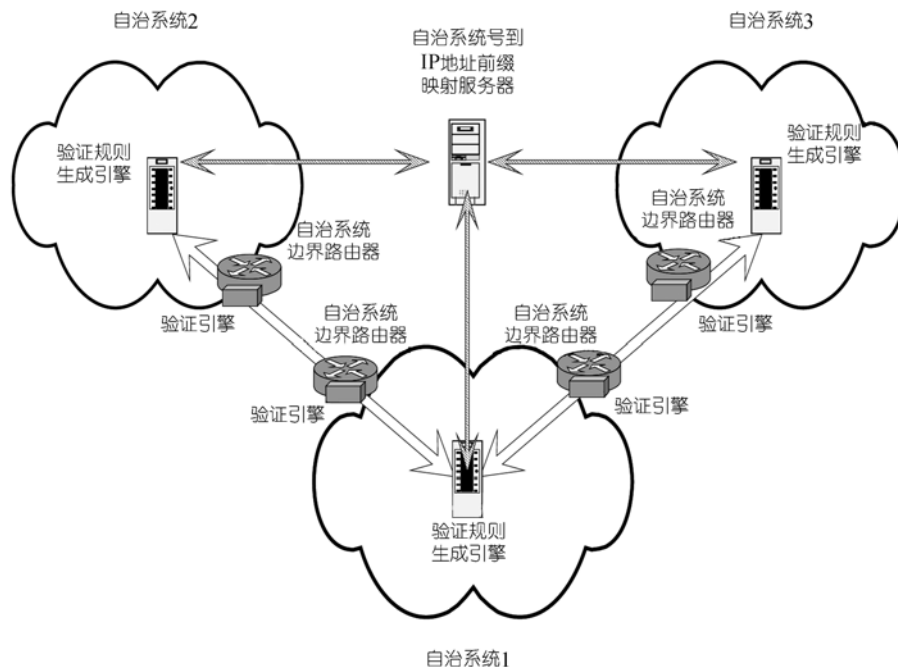 自治系统2
自治系统3
自治系统号到
IP地址前缀
映射服务器
验证规则
生成引擎
验证规则
生成引擎
自治系统
边界路由器
自治系统
边界路由器
验证引擎
自治系统
边界路由器
自治系统
边界路由器
验证引擎
验证引擎
验证引擎
验证规则
生成引擎
自治系统1